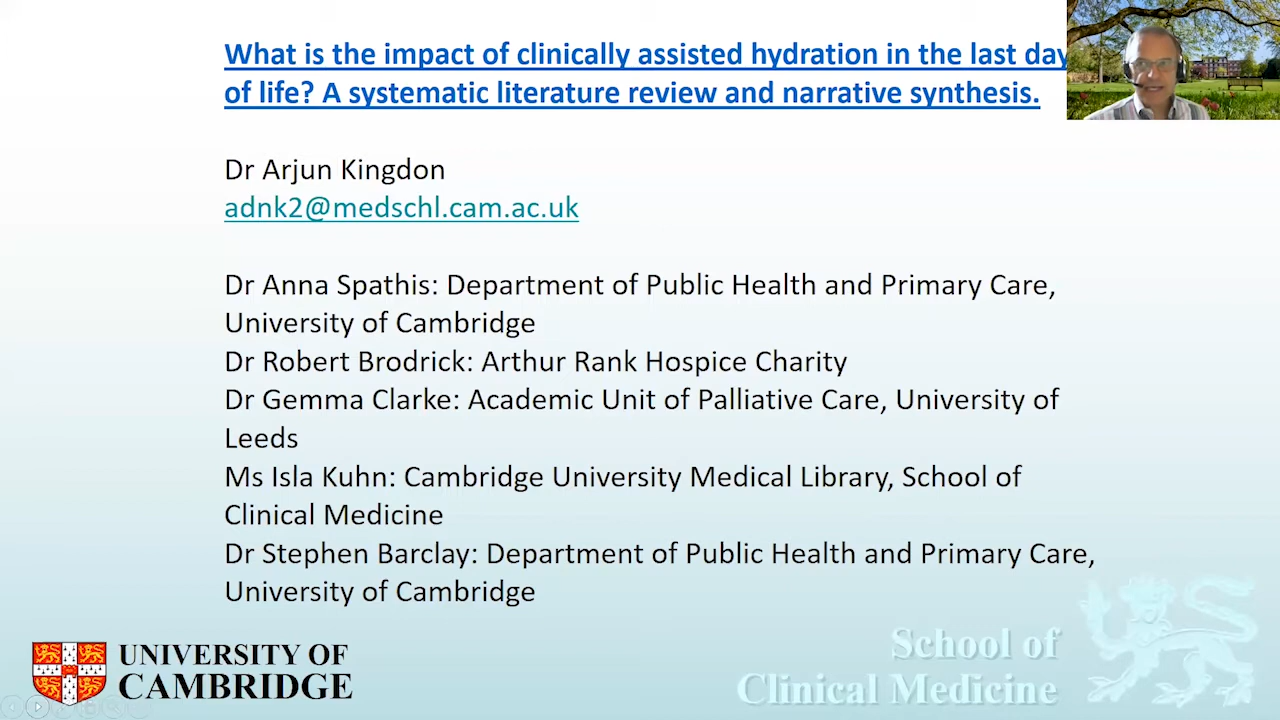 What is the impact of clinically assisted hydration in the last day
of life? A systematic literature review and narrative synthesis.
Dr Arjun Kingdon
adnk2@medschl.cam.ac.uk
Dr Anna Spathis: Department of Public Health and Primary Care,
University of Cambridge
Dr Robert Brodrick: Arthur Rank Hospice Charity
Dr Gemma Clarke: Academic Unit of Palliative Care, University of
Leeds
Ms Isla Kuhn: Cambridge University Medical Library, School of
Clinical Medicine
Dr Stephen Barclay: Department of Public Health and Primary Care,
University of Cambridge
UNIVERSITY OF
CAMBRIDGE
School of
Clinical Medicine